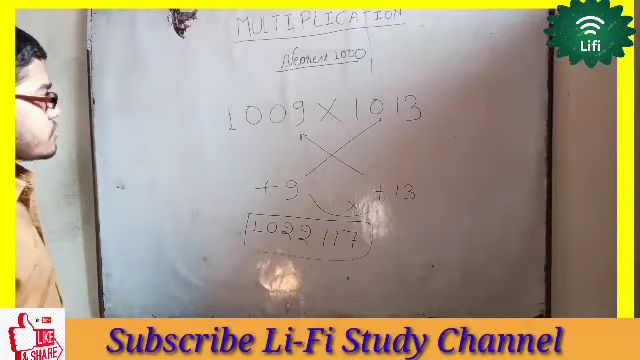 MULTIPLICATION
Nearest 1000
1009 X 1013
+9 +13
x
1022117
Lifi
LIKE
& SHARE
Subscribe Li-Fi Study Channel